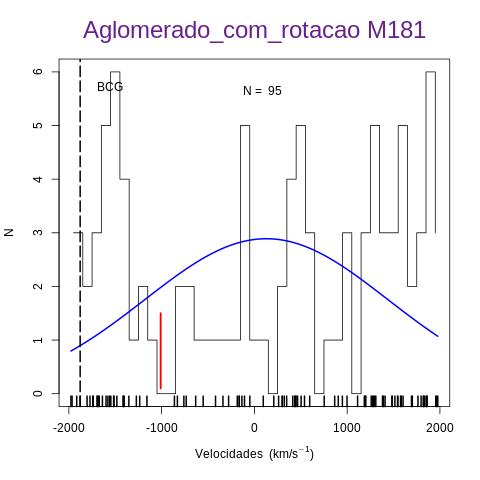 Aglomerado_com_rotacao M181
BCG
N = 95
N
6
5
4
3
2
1
0
-2000 -1000 0 1000 2000
Velocidades (km/s⁻¹)